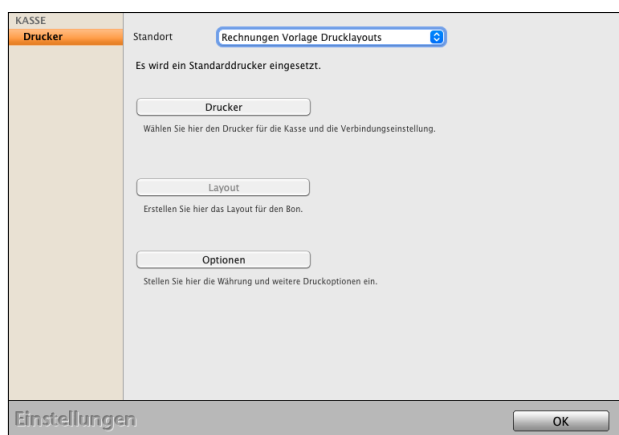 KASSE
Drucker
Standort
Rechnungen Vorlage Drucklayouts
Es wird ein Standarddrucker eingesetzt.
Drucker
Wählen Sie hier den Drucker für die Kasse und die Verbindungseinstellung.
Layout
Erstellen Sie hier das Layout für den Bon.
Optionen
Stellen Sie hier die Währung und weitere Druckoptionen ein.
Einstellungen
OK